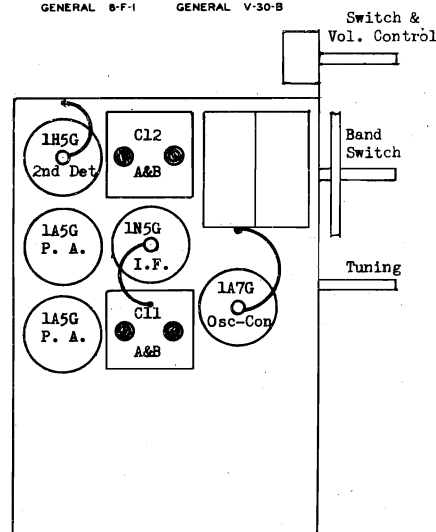 GENERAL B-F-1 GENERAL V-30-B
Switch &
Vol. Control
1H5G
2nd Det
C12
A&B
Band
Switch
1A5G
P. A.
1N5G
I.F.
Tuning
1A7G
Osc-Con
1A5G
P. A.
C11
A&B